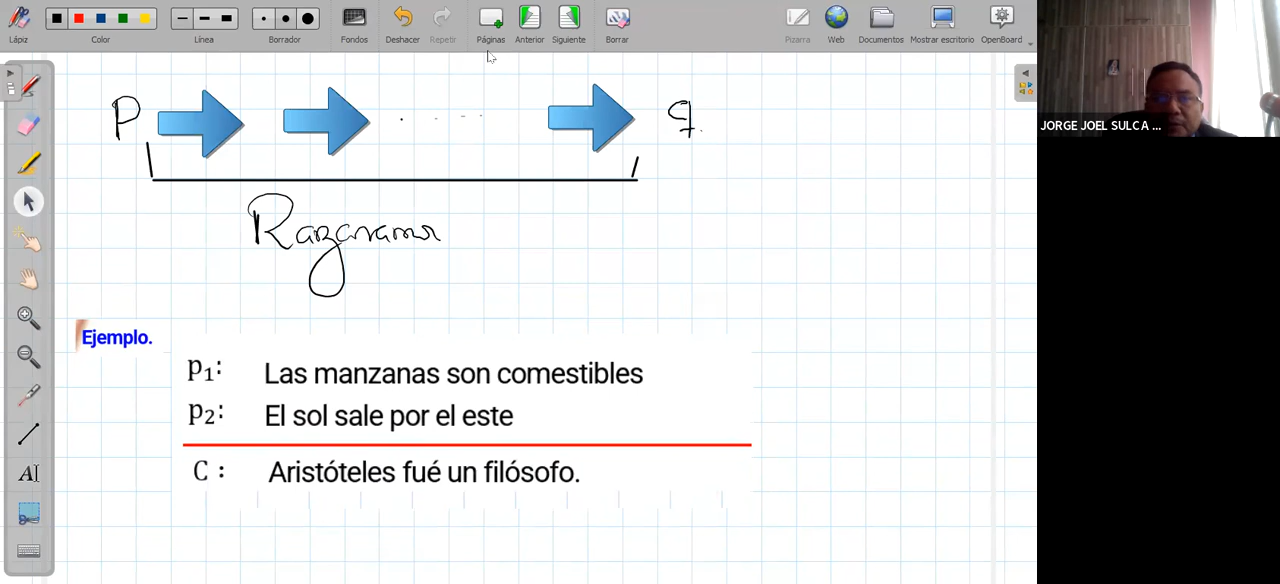 Lápiz
Color
Línea
Borrador
Fondos
Deshacer
Repetir
Páginas
Anterior
Siguiente
Borrar
Pizarra
Web
Documentos
Mostrar escritorio
OpenBoard
JORGE JOEL SULCA ...
P
q
Ejemplo.
p₁: Las manzanas son comestibles
p₂: El sol sale por el este
C : Aristóteles fué un filósofo.